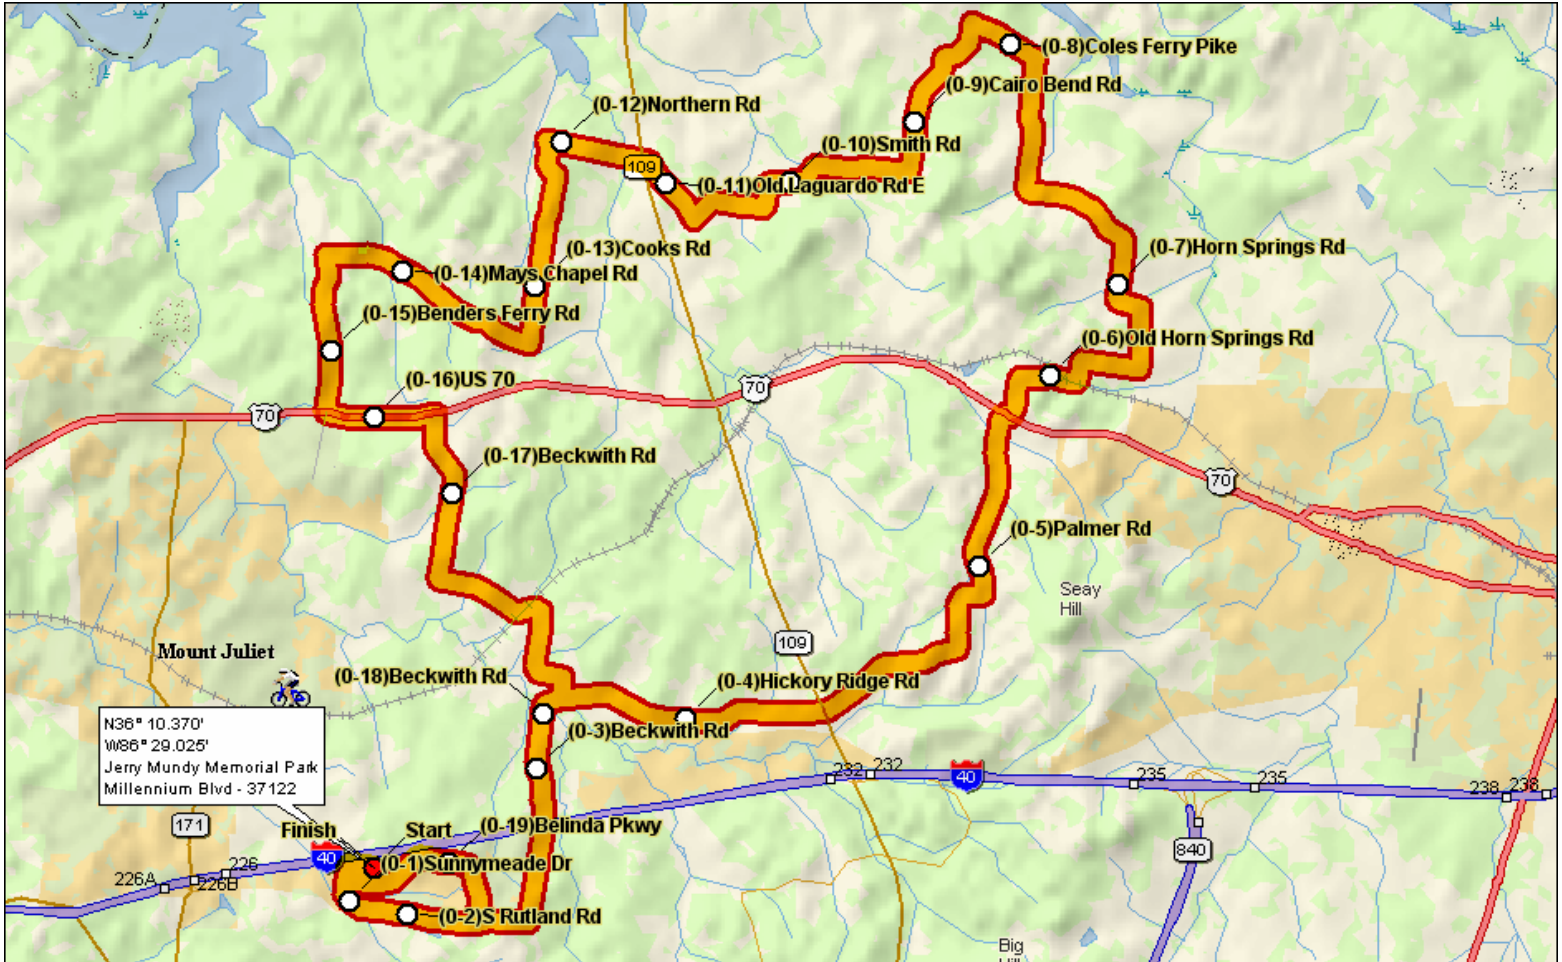 (0-8)Coles Ferry Pike
(0-9)Cairo Bend Rd
(0-12)Northern Rd
(0-10)Smith Rd
109
(0-11)Old Laguardo Rd E
(0-13)Cooks Rd
(0-7)Horn Springs Rd
(0-14)Mays Chapel Rd
(0-15)Benders Ferry Rd
(0-6)Old Horn Springs Rd
(0-16)US 70
70
70
(0-17)Beckwith Rd
70
(0-5)Palmer Rd
Seay
Hill
109
Mount Juliet
(0-18)Beckwith Rd
(0-4)Hickory Ridge Rd
N36° 10.370'
W86° 29.025'
Jerry Mundy Memorial Park
Millennium Blvd - 37122
(0-3)Beckwith Rd
232
232
40
235
235
238
238
171
Finish
Start
(0-19)Belinda Pkwy
840
40
(0-1)Sunnymeade Dr
226
226A
226B
(0-2)S Rutland Rd
Big